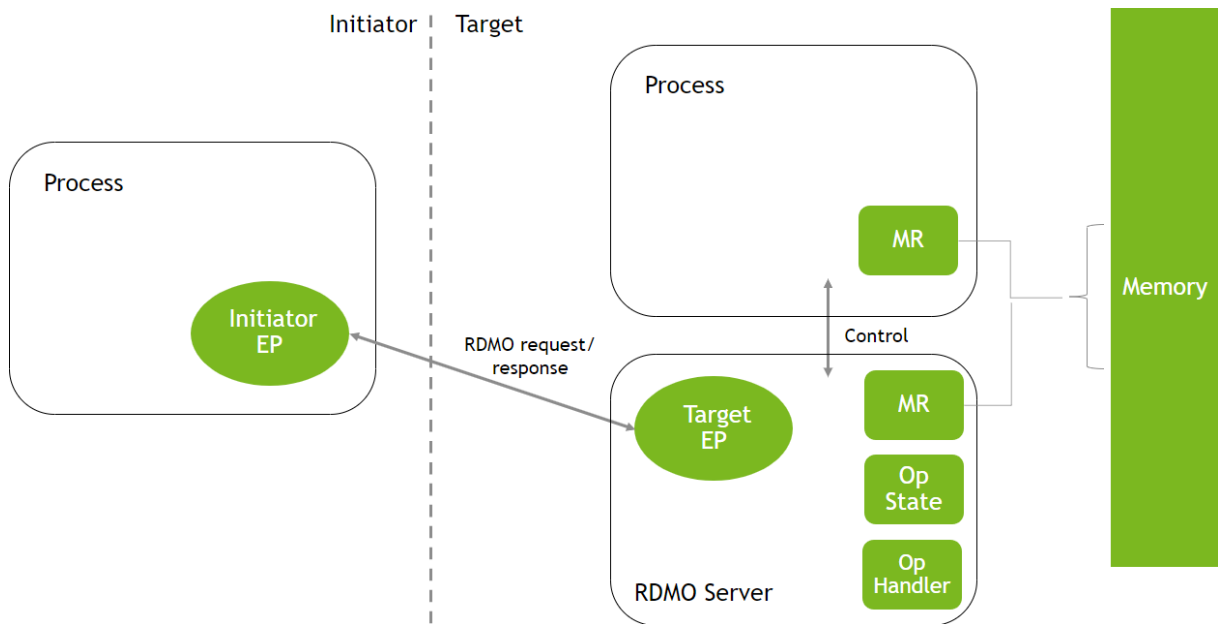 Initiator
Target
Process
Process
MR
Memory
Initiator
EP
RDMO request/
response
Control
Target
EP
MR
Op
State
Op
Handler
RDMO Server